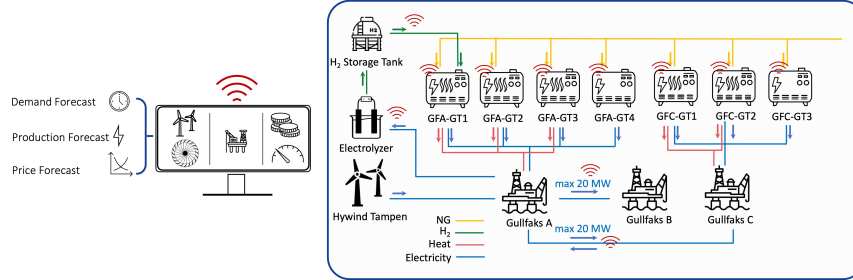 Demand Forecast
Production Forecast
Price Forecast
H2
H₂ Storage Tank
GFA-GT1
GFA-GT2
GFA-GT3
GFA-GT4
GFC-GT1
GFC-GT2
GFC-GT3
Electrolyzer
Hywind Tampen
max 20 MW
Gullfaks A
Gullfaks B
Gullfaks C
max 20 MW
NG
H₂
Heat
Electricity